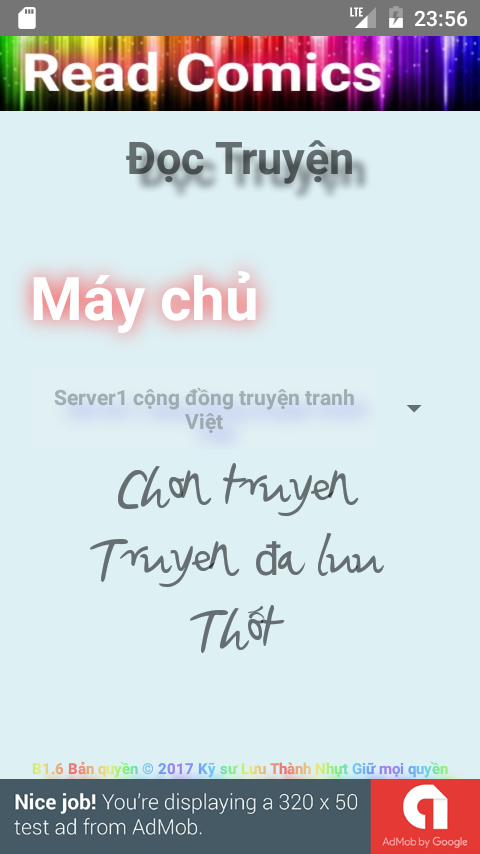 LTE 23:56
Read Comics
Đọc Truyện
Máy chủ
Server1 cộng đồng truyện tranh
Việt
Chon truyen
Truyen đa luu
Thốt
B1.6 Bản quyền © 2017 Kỹ sư Lưu Thành Nhựt Giữ mọi quyền
Nice job! You're displaying a 320 x 50
test ad from AdMob.
AdMob by Google